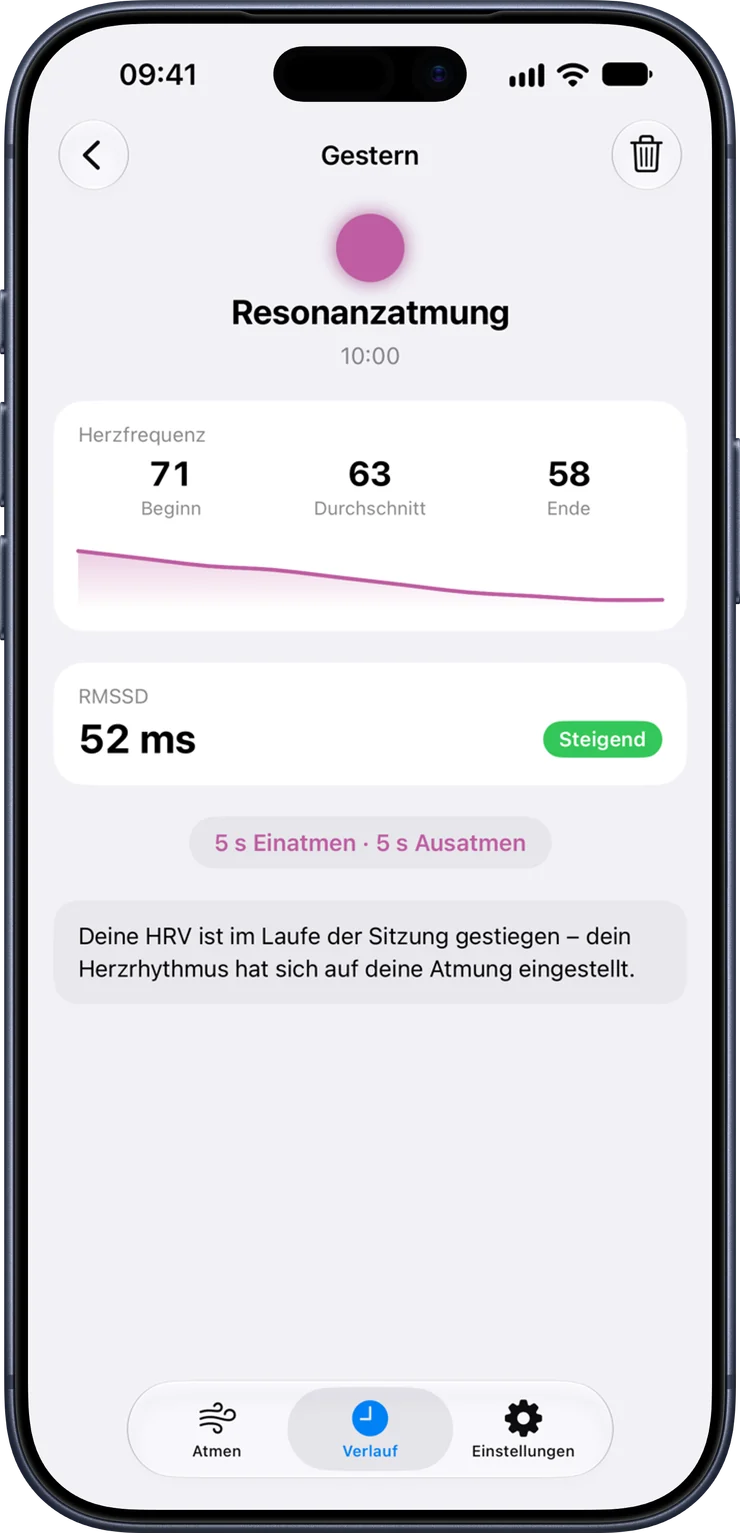 09:41
Gestern
Resonanzatmung
10:00
Herzfrequenz
71 63 58
Beginn Durchschnitt Ende
RMSSD
52 ms Steigend
5 s Einatmen · 5 s Ausatmen
Deine HRV ist im Laufe der Sitzung gestiegen – dein
Herzrhythmus hat sich auf deine Atmung eingestellt.
Atmen Verlauf Einstellungen